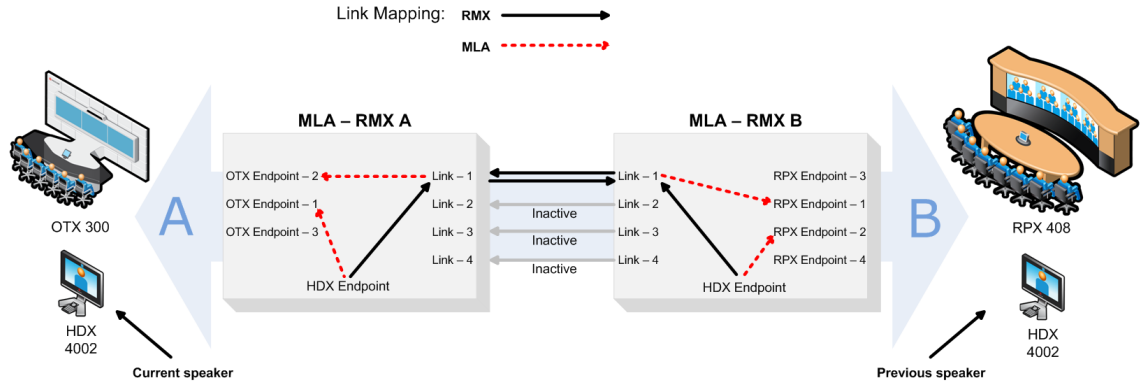 Link Mapping: RMX
MLA
MLA – RMX A
MLA – RMX B
OTX Endpoint – 2
OTX Endpoint – 1
OTX Endpoint – 3
HDX Endpoint
Link – 1
Link – 2
Link – 3
Link – 4
Inactive
Inactive
Inactive
Link – 1
Link – 2
Link – 3
Link – 4
RPX Endpoint – 3
RPX Endpoint – 1
RPX Endpoint – 2
RPX Endpoint – 4
HDX Endpoint
A
B
OTX 300
HDX
4002
Current speaker
RPX 408
HDX
4002
Previous speaker